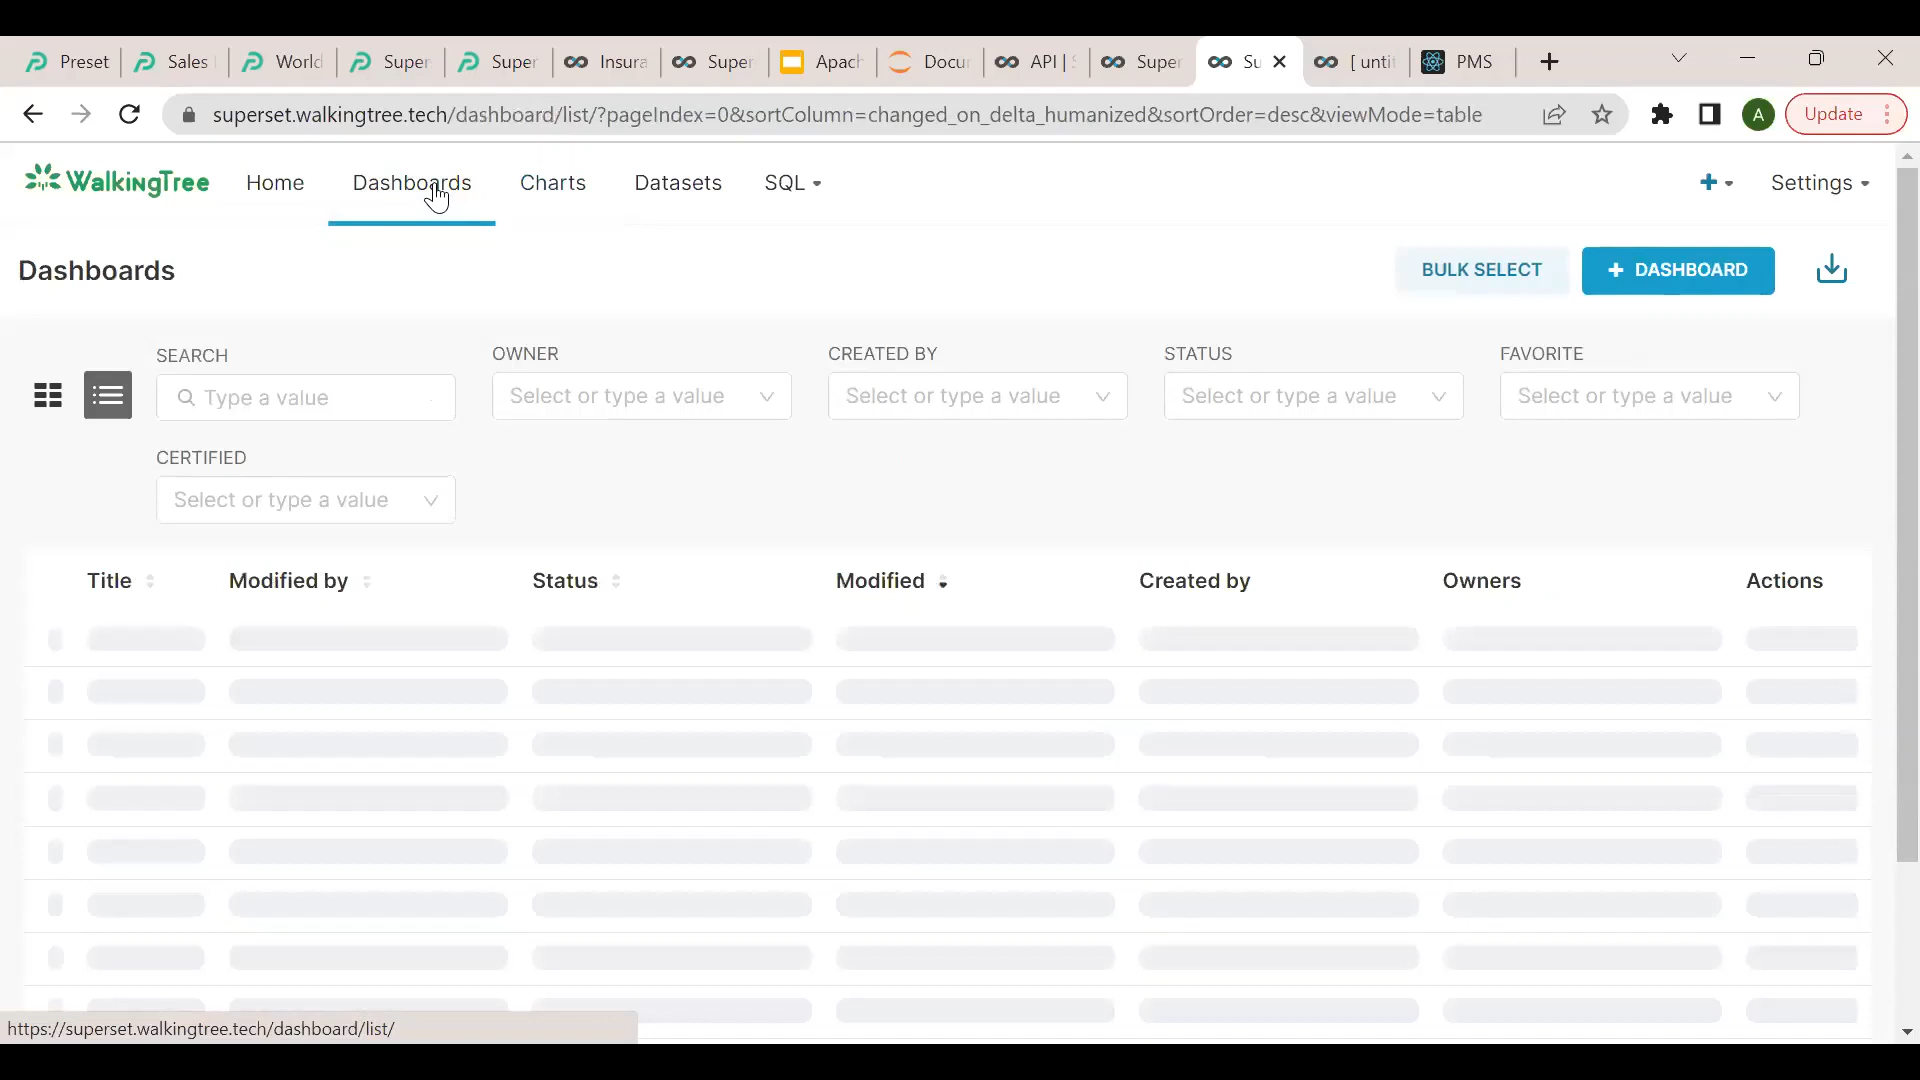 Preset Sales World Super Super Insura Super Apach Docu API | S Super Su [ untit PMS
superset.walkingtree.tech/dashboard/list/?pageIndex=0&sortColumn=changed_on_delta_humanized&sortOrder=desc&viewMode=table A Update
WalkingTree Home Dashboards Charts Datasets SQL Settings
Dashboards BULK SELECT + DASHBOARD
SEARCH OWNER CREATED BY STATUS FAVORITE
Type a value Select or type a value Select or type a value Select or type a value Select or type a value
CERTIFIED
Select or type a value
Title Modified by Status Modified Created by Owners Actions
https://superset.walkingtree.tech/dashboard/list/